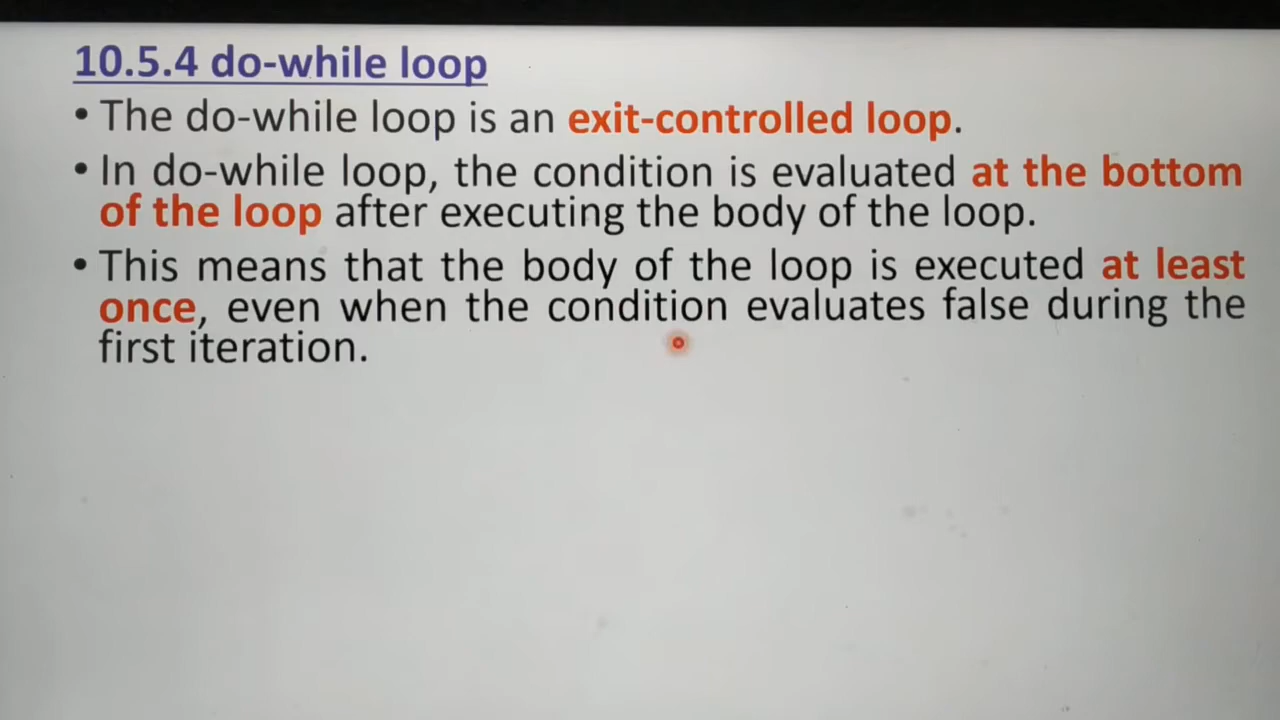 10.5.4 do-while loop
• The do-while loop is an exit-controlled loop.
• In do-while loop, the condition is evaluated at the bottom
of the loop after executing the body of the loop.
• This means that the body of the loop is executed at least
once, even when the condition evaluates false during the
first iteration.